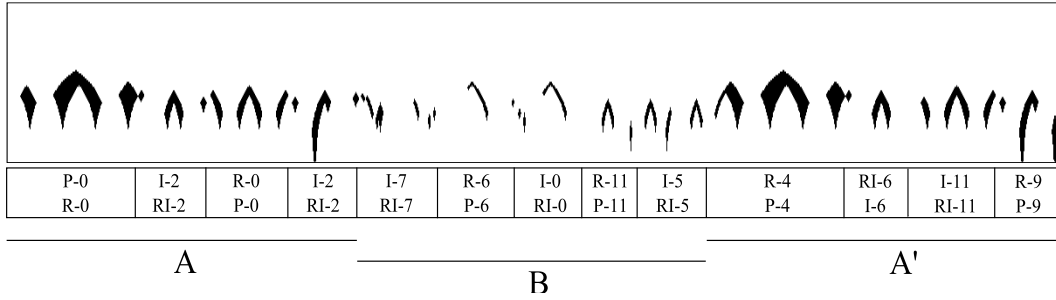 P-0 I-2 R-0 I-2 I-7 R-6 I-0 R-11 I-5 R-4 RI-6 I-11 R-9
R-0 RI-2 P-0 RI-2 RI-7 P-6 RI-0 P-11 RI-5 P-4 I-6 RI-11 P-9
A B A'